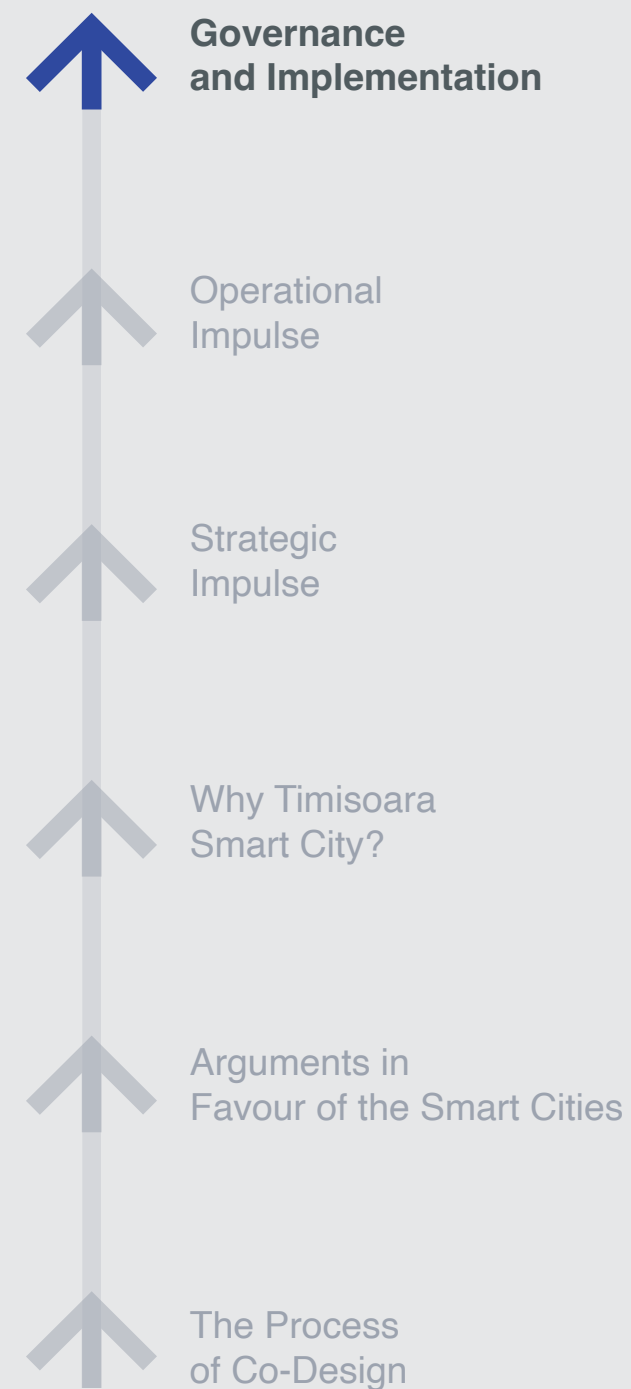 Governance
and Implementation
Operational
Impulse
Strategic
Impulse
Why Timisoara
Smart City?
Arguments in
Favour of the Smart Cities
The Process
of Co-Design